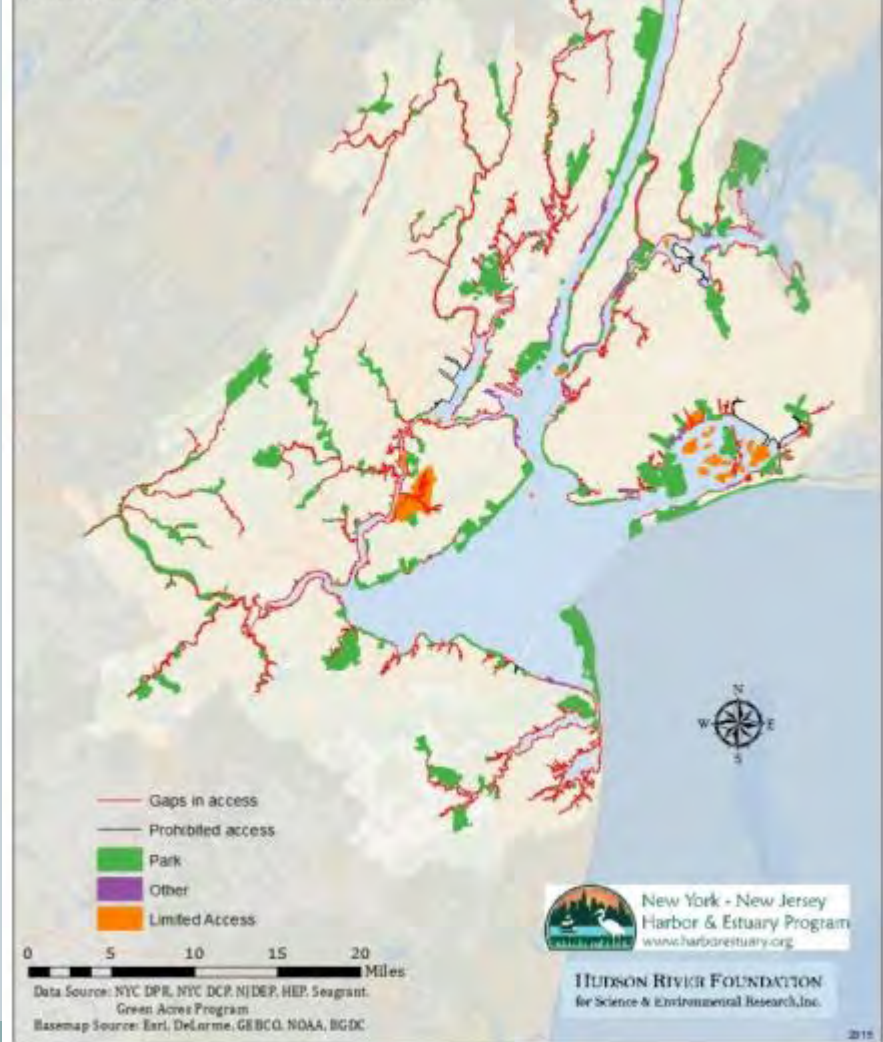 N
W
E
S
Gaps in access
Prohibited access
Park
Other
Limited Access
0 5 10 15 20
Miles
Data Source: NYC DPR, NYC DCP, NJDEP, HEP, Seagrant.
Green Acres Program
Basemap Source: Esri, DeLorme, GEBCO, NOAA, BGDC
New York - New Jersey
Harbor & Estuary Program
www.harborestuary.org
HUDSON RIVER FOUNDATION
for Science & Environmental Research,Inc.